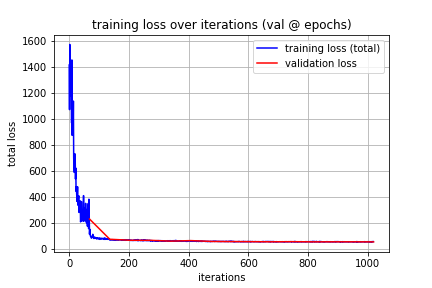 training loss over iterations (val @ epochs)
training loss (total)
validation loss
total loss
1600
1400
1200
1000
800
600
400
200
0
0 200 400 600 800 1000
iterations